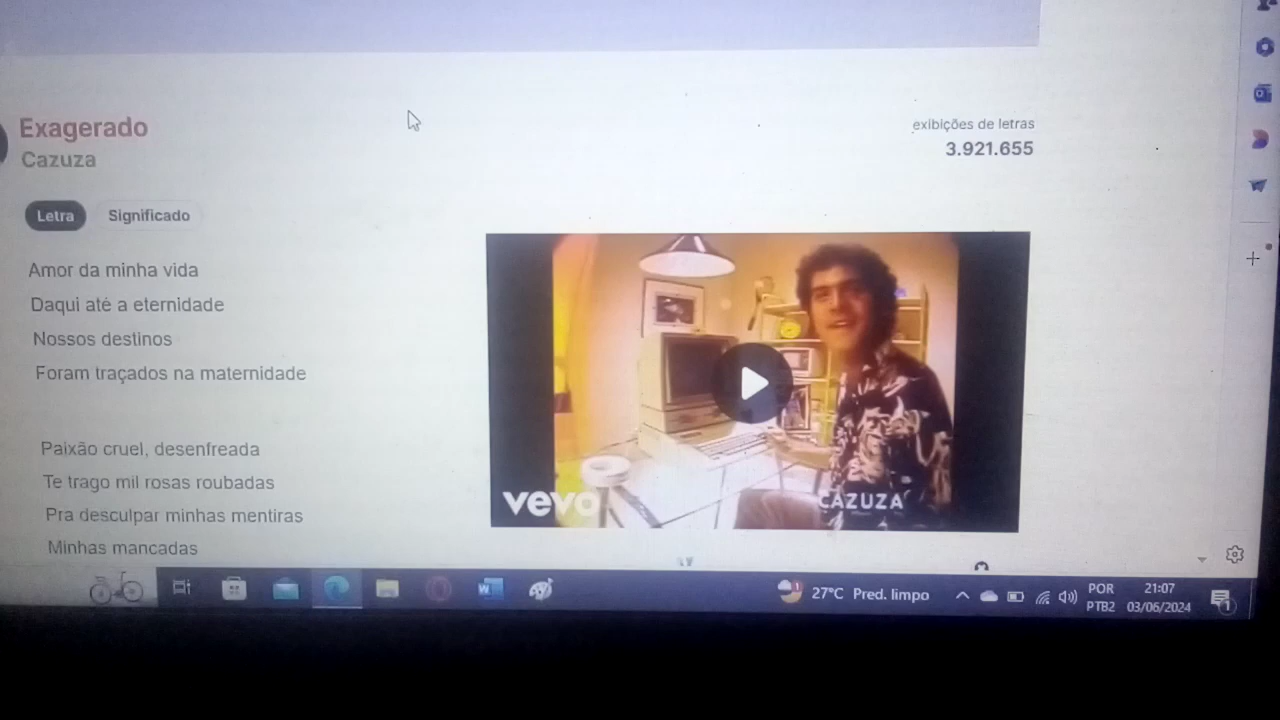 Exagerado
Cazuza
exibições de letras
3.921.655
Letra
Significado
Amor da minha vida
Daqui até a eternidade
Nossos destinos
Foram traçados na maternidade
Paixão cruel, desenfreada
Te trago mil rosas roubadas
Pra desculpar minhas mentiras
Minhas mancadas
vevo
CAZUZA
27°C Pred. limpo
POR
PTB2
21:07
03/06/2024